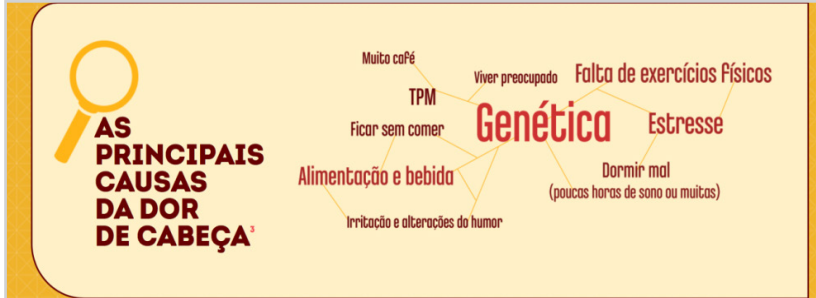 AS
PRINCIPAIS
CAUSAS
DA DOR
DE CABEÇA³
Muito café
Viver preocupado
Falta de exercícios físicos
TPM
Genética
Estresse
Ficar sem comer
Alimentação e bebida
Dormir mal
(poucas horas de sono ou muitas)
Irritação e alterações do humor